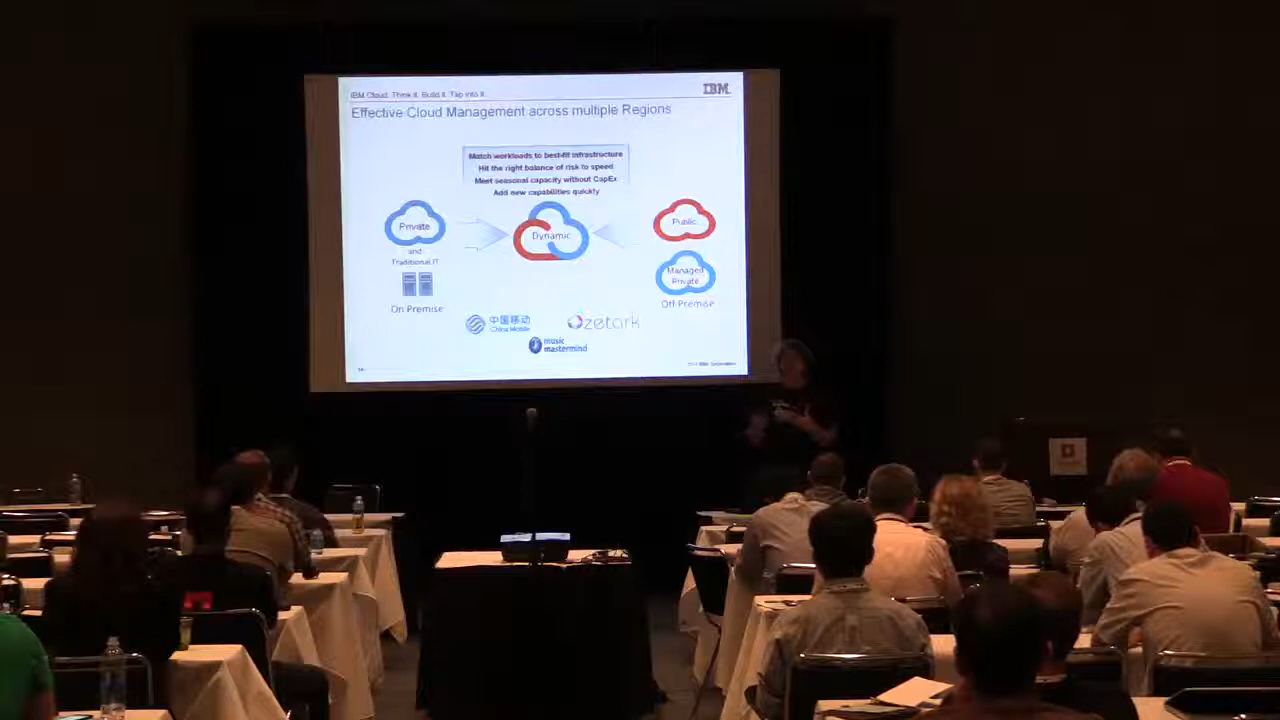 IBM Cloud. Think it. Build it. Tap into it.
IBM
Effective Cloud Management across multiple Regions
Match workloads to best-fit infrastructure
Hit the right balance of risk to speed
Meet seasonal capacity without CapEx
Add new capabilities quickly
Private
Dynamic
Public
and
Traditional IT
Managed
Private
On Premise
Off Premise
中国移动
China Mobile
zetark
music
mastermind